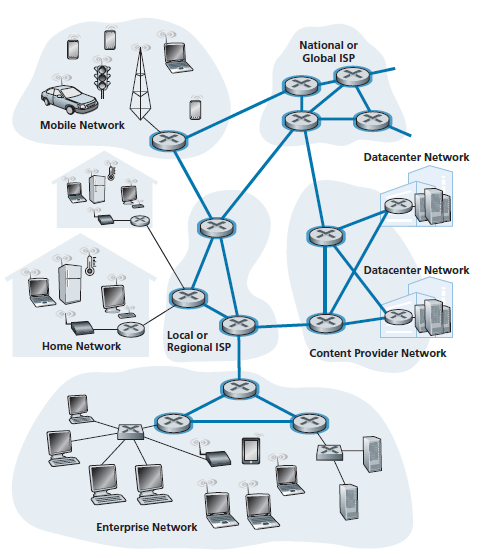 National or
Global ISP
Mobile Network
Datacenter Network
Datacenter Network
Home Network
Local or
Regional ISP
Content Provider Network
Enterprise Network